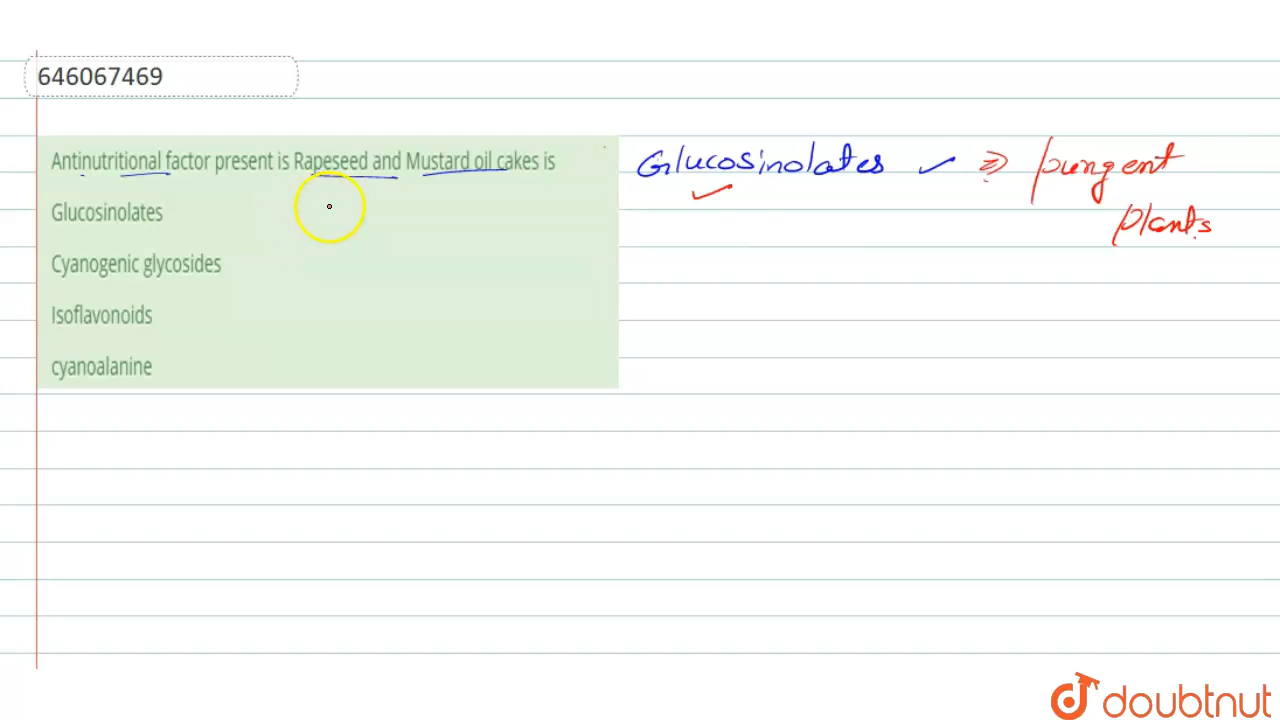 646067469
Antinutritional factor present is Rapeseed and Mustard oil cakes is
Glucosinolates
Cyanogenic glycosides
Isoflavonoids
cyanoalanine
Glucosinolates ✓ ⇒ pungent
plants
doubtnut